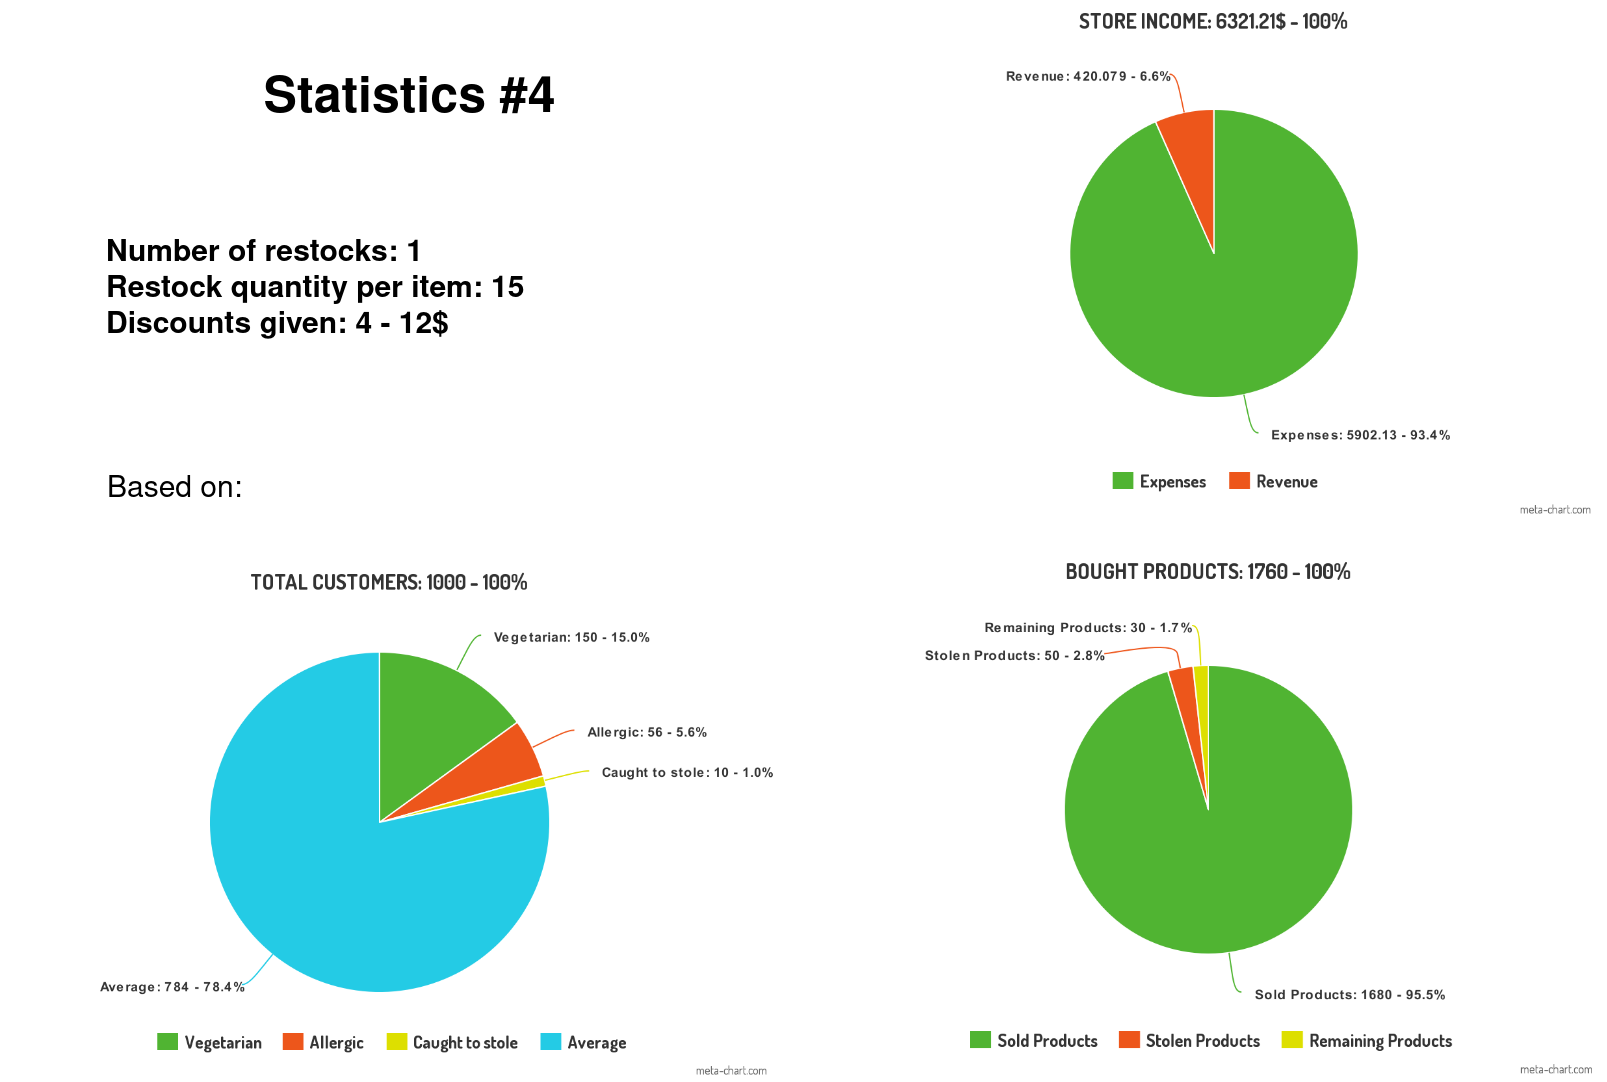 Statistics #4
Number of restocks: 1
Restock quantity per item: 15
Discounts given: 4 - 12$
Based on:
STORE INCOME: 6321.21$ - 100%
Revenue: 420.079 - 6.6%
Expenses: 5902.13 - 93.4%
Expenses Revenue
meta-chart.com
TOTAL CUSTOMERS: 1000 - 100%
Vegetarian: 150 - 15.0%
Allergic: 56 - 5.6%
Caught to stole: 10 - 1.0%
Average: 784 - 78.4%
Vegetarian Allergic Caught to stole Average
meta-chart.com
BOUGHT PRODUCTS: 1760 - 100%
Remaining Products: 30 - 1.7%
Stolen Products: 50 - 2.8%
Sold Products: 1680 - 95.5%
Sold Products Stolen Products Remaining Products
meta-chart.com